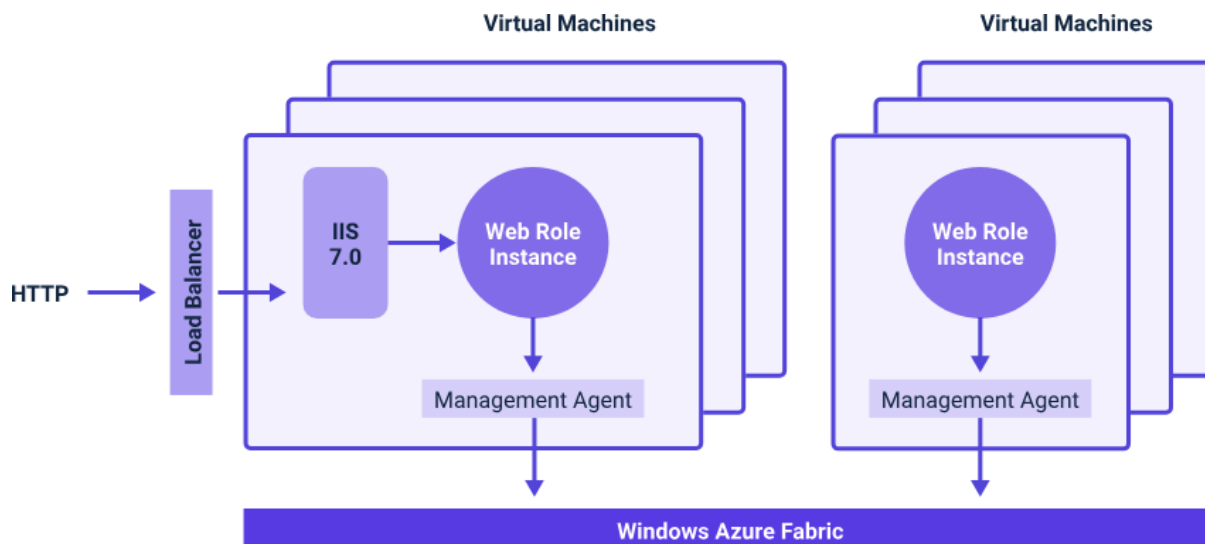 Virtual Machines
Virtual Machines
HTTP
Load Balancer
IIS
7.0
Web Role
Instance
Management Agent
Web Role
Instance
Management Agent
Windows Azure Fabric